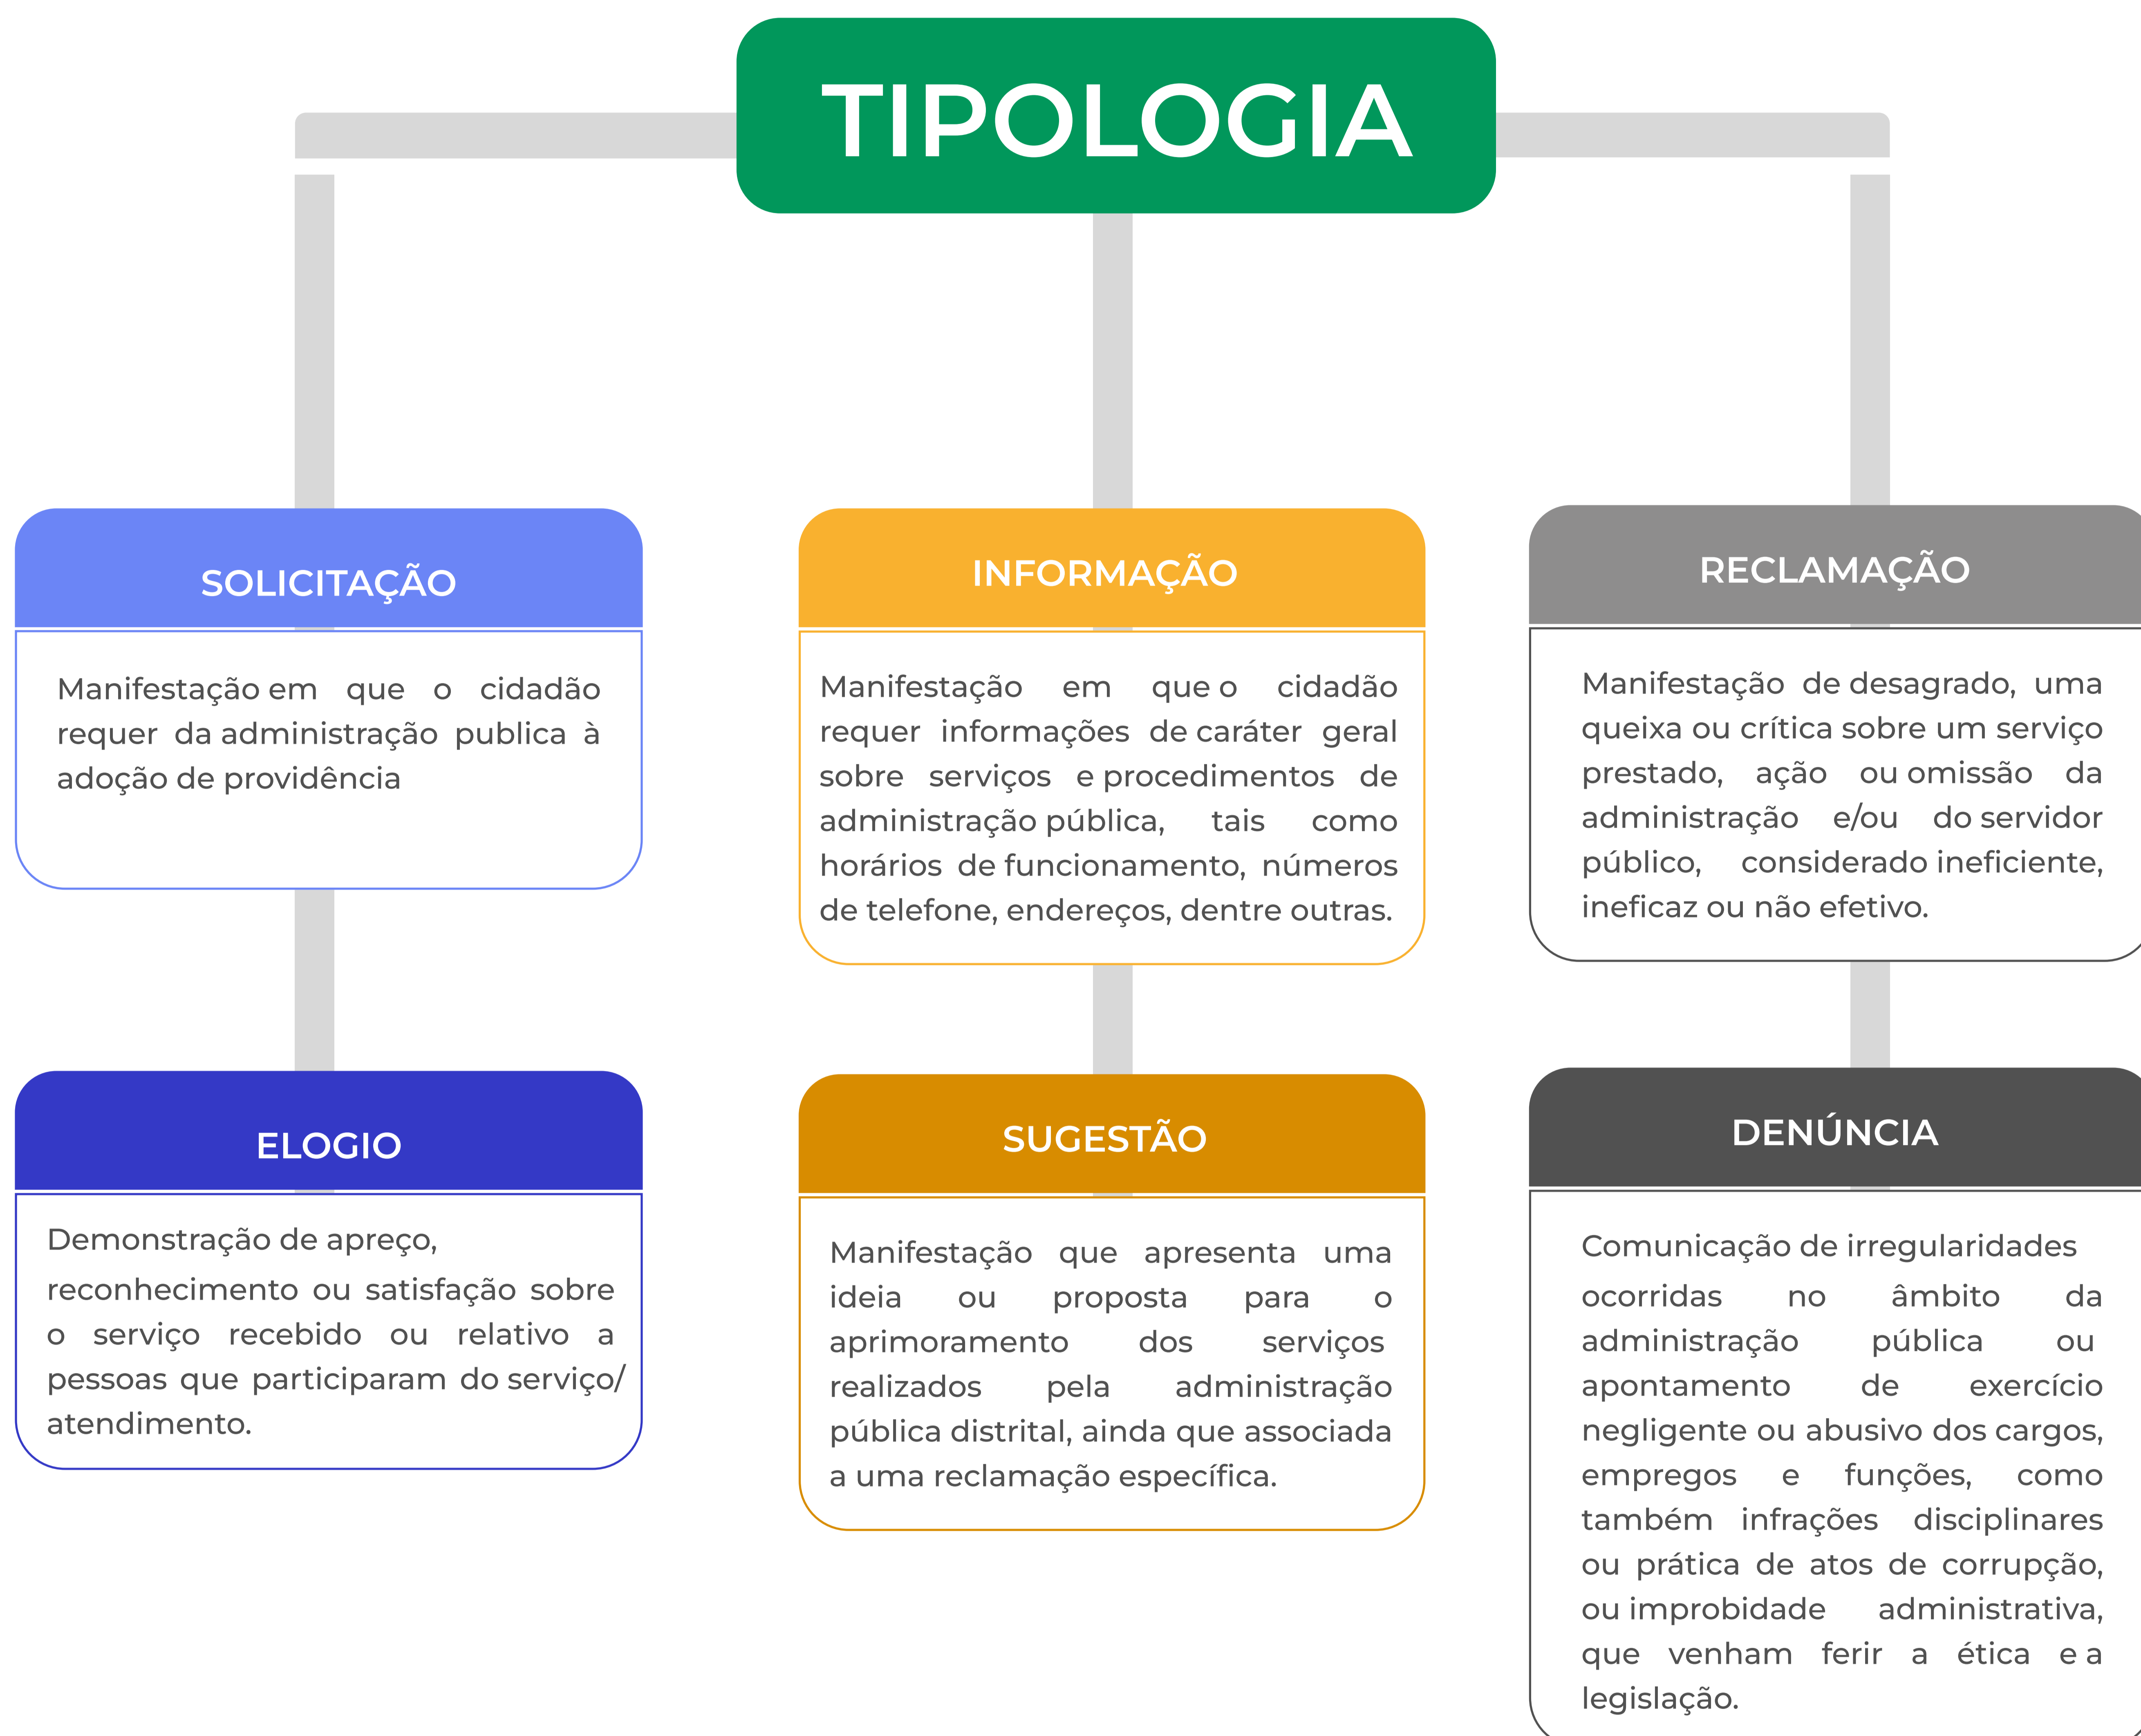 TIPOLOGIA
SOLICITAÇÃO
Manifestação em que o cidadão
requer da administração publica à
adoção de providência
INFORMAÇÃO
Manifestação em que o cidadão
requer informações de caráter geral
sobre serviços e procedimentos de
administração pública, tais como
horários de funcionamento, números
de telefone, endereços, dentre outras.
RECLAMAÇÃO
Manifestação de desagrado, uma
queixa ou crítica sobre um serviço
prestado, ação ou omissão da
administração e/ou do servidor
público, considerado ineficiente,
ineficaz ou não efetivo.
ELOGIO
Demonstração de apreço,
reconhecimento ou satisfação sobre
o serviço recebido ou relativo a
pessoas que participaram do serviço/
atendimento.
SUGESTÃO
Manifestação que apresenta uma
ideia ou proposta para o
aprimoramento dos serviços
realizados pela administração
pública distrital, ainda que associada
a uma reclamação específica.
DENÚNCIA
Comunicação de irregularidades
ocorridas no âmbito da
administração pública ou
apontamento de exercício
negligente ou abusivo dos cargos,
empregos e funções, como
também infrações disciplinares
ou prática de atos de corrupção,
ou improbidade administrativa,
que venham ferir a ética e a
legislação.